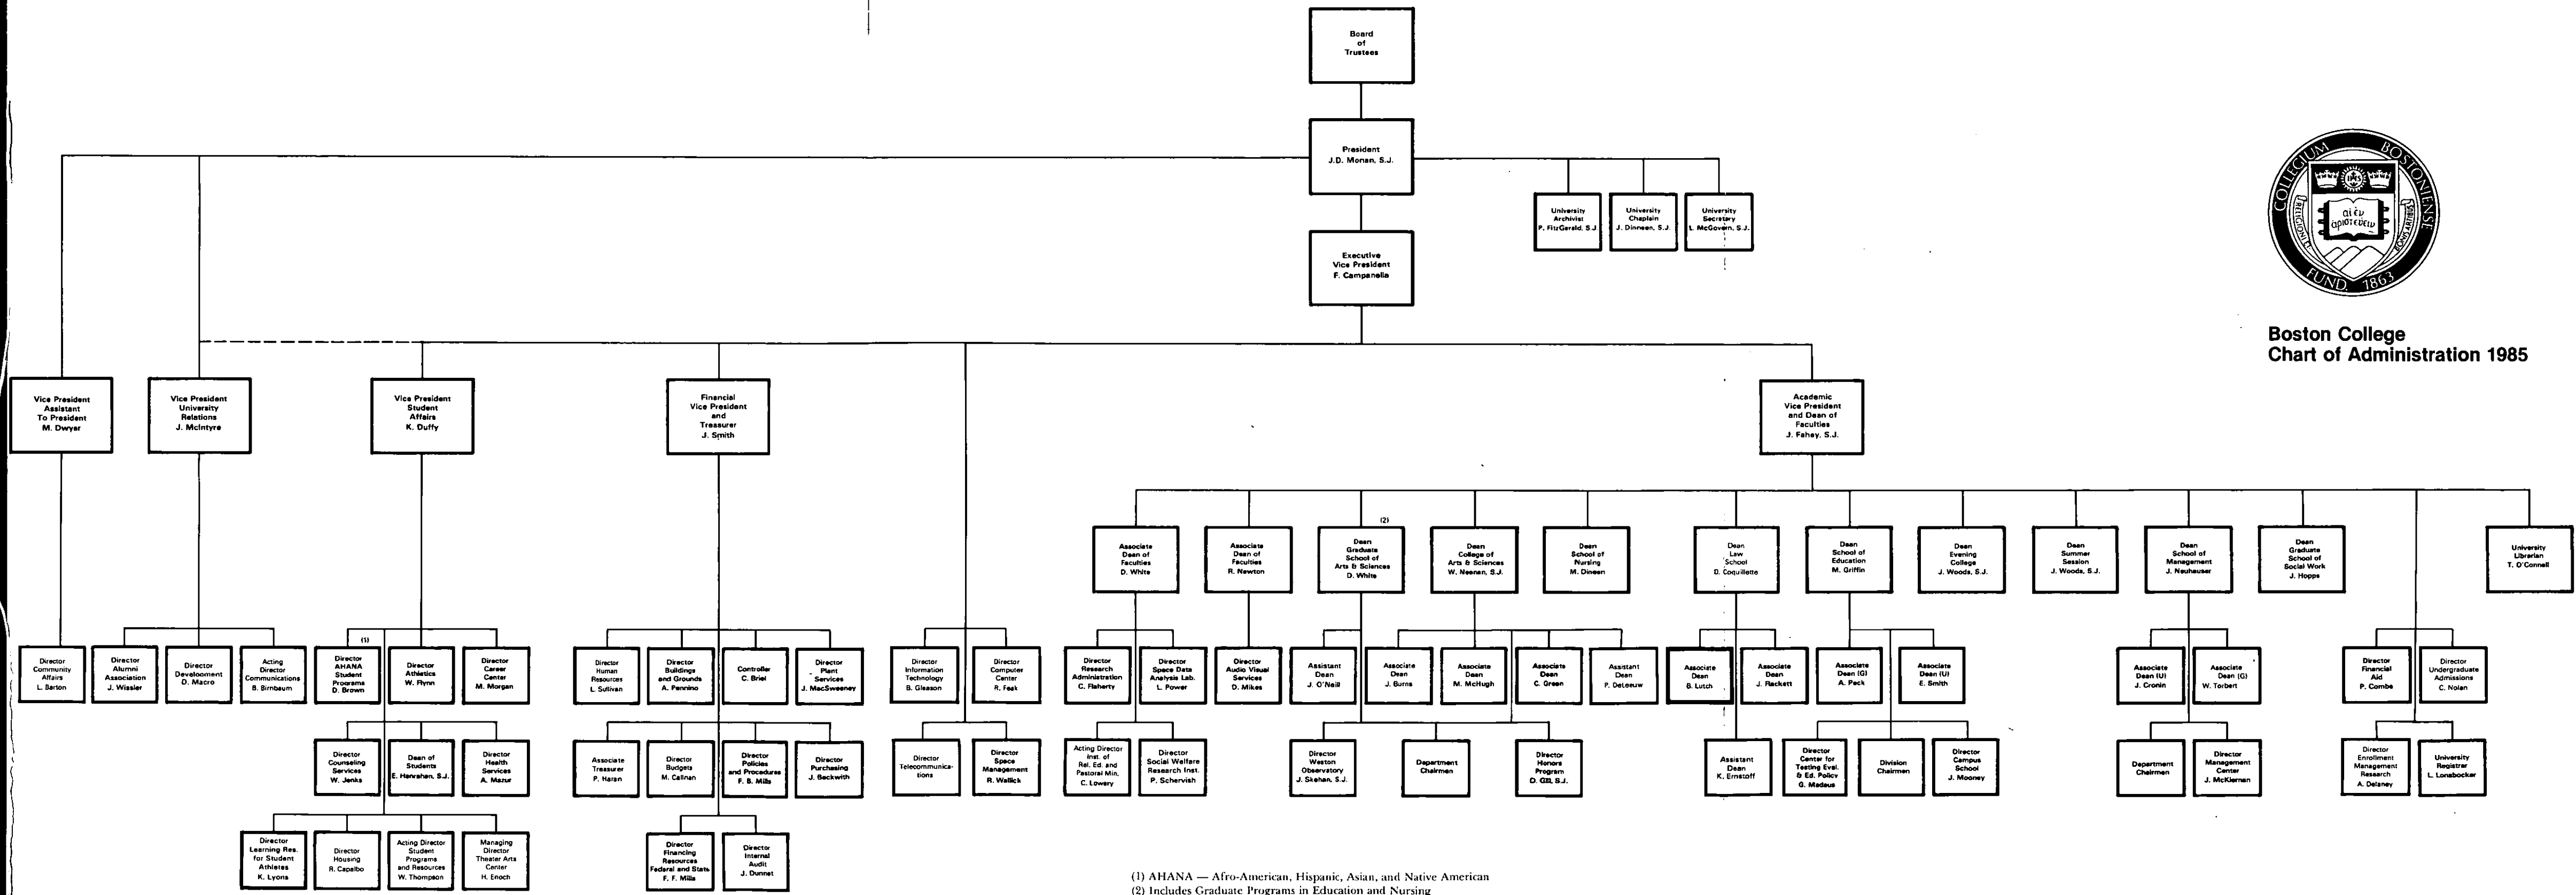 Board
of
Trustees
President
J.D. Monan, S.J.
University
Archivist
P. FitzGerald, S.J.
University
Chaplain
J. Dinneen, S.J.
University
Secretary
L. McGovern, S.J.
Executive
Vice President
F. Campanella
COLLEGIUM BOSTONIENSE
RELIGIONI ET
BONIS ARTIBUS
IHS
αἰὲν
ἀριστεύειν
FUND. 1863
Boston College
Chart of Administration 1985
Vice President
Assistant
To President
M. Dwyer
Vice President
University
Relations
J. McIntyre
Vice President
Student
Affairs
K. Duffy
Financial
Vice President
and
Treasurer
J. Smith
Academic
Vice President
and Dean of
Faculties
J. Fahey, S.J.
Associate
Dean of
Faculties
D. White
Associate
Dean of
Faculties
R. Newton
(2)
Dean
Graduate
School of
Arts & Sciences
D. White
Dean
College of
Arts & Sciences
W. Neenan, S.J.
Dean
School of
Nursing
M. Dineen
Dean
Law
School
D. Coquillette
Dean
School of
Education
M. Griffin
Dean
Evening
College
J. Woods, S.J.
Dean
Summer
Session
J. Woods, S.J.
Dean
School of
Management
J. Neuhauser
Dean
Graduate
School of
Social Work
J. Hopps
University
Librarian
T. O'Connell
Director
Community
Affairs
L. Barton
Director
Alumni
Association
J. Wissler
Director
Development
D. Macro
Acting
Director
Communications
B. Birnbaum
(1)
Director
AHANA
Student
Programs
D. Brown
Director
Athletics
W. Flynn
Director
Career
Center
M. Morgan
Director
Human
Resources
L. Sullivan
Director
Buildings
and Grounds
A. Pennino
Controller
C. Briel
Director
Plant
Services
J. MacSweeney
Director
Information
Technology
B. Gleason
Director
Computer
Center
R. Feak
Director
Research
Administration
C. Flaherty
Director
Space Data
Analysis Lab.
L. Power
Director
Audio Visual
Services
D. Mikes
Assistant
Dean
J. O'Neill
Associate
Dean
J. Burns
Associate
Dean
M. McHugh
Associate
Dean
C. Green
Assistant
Dean
P. DeLeeuw
Associate
Dean
B. Lutch
Associate
Dean
J. Rackett
Associate
Dean (G)
A. Pack
Associate
Dean (U)
E. Smith
Associate
Dean (U)
J. Cronin
Associate
Dean (G)
W. Torbert
Director
Financial
Aid
P. Combe
Director
Undergraduate
Admissions
C. Nolan
Director
Counseling
Services
W. Jenks
Dean of
Students
E. Hanrahan, S.J.
Director
Health
Services
A. Mazur
Associate
Treasurer
P. Haran
Director
Budgets
M. Callnan
Director
Policies
and Procedures
F. B. Mills
Director
Purchasing
J. Beckwith
Director
Telecommunica-
tions
Director
Space
Management
R. Wallick
Acting Director
Inst. of
Rel. Ed. and
Pastoral Min.
C. Lowery
Director
Social Welfare
Research Inst.
P. Schervish
Director
Weston
Observatory
J. Skehan, S.J.
Department
Chairmen
Director
Honors
Program
D. Gill, S.J.
Assistant
Dean
K. Ernstoff
Director
Center for
Testing Eval.
& Ed. Policy
G. Madaus
Division
Chairmen
Director
Campus
School
J. Mooney
Department
Chairmen
Director
Management
Center
J. McKiernan
Director
Enrollment
Management
Research
A. Delaney
University
Registrer
L. Lonabocker
Director
Learning Res.
for Student
Athletes
K. Lyons
Director
Housing
R. Capalbo
Acting Director
Student
Programs
and Resources
W. Thompson
Managing
Director
Theater Arts
Center
H. Enoch
Director
Financing
Resources
Federal and State
F. F. Mills
Director
Internal
Audit
J. Dunnet
(1) AHANA — Afro-American, Hispanic, Asian, and Native American
(2) Includes Graduate Programs in Education and Nursing